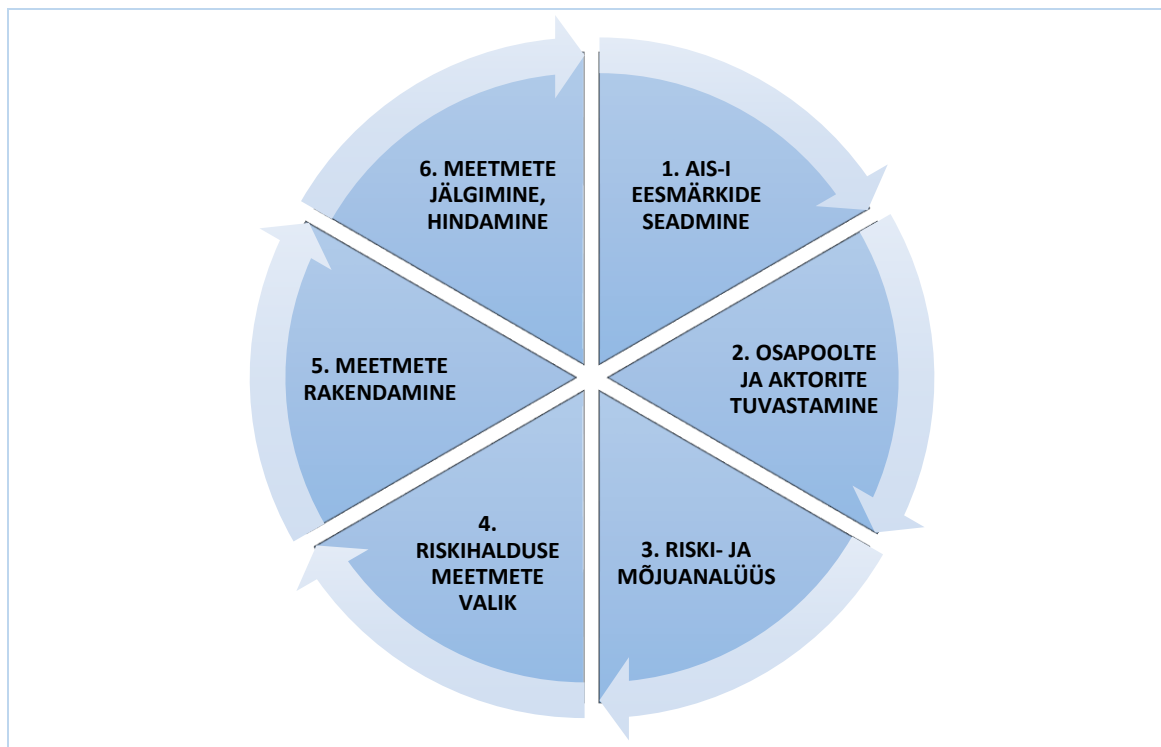 1. AIS-I
EESMÄRKIDE
SEADMINE
2. OSAPOOLTE
JA AKTORITE
TUVASTAMINE
3. RISKI- JA
MÕJUANALÜÜS
4.
RISKIHALDUSE
MEETMETE
VALIK
5. MEETMETE
RAKENDAMINE
6. MEETMETE
JÄLGIMINE,
HINDAMINE